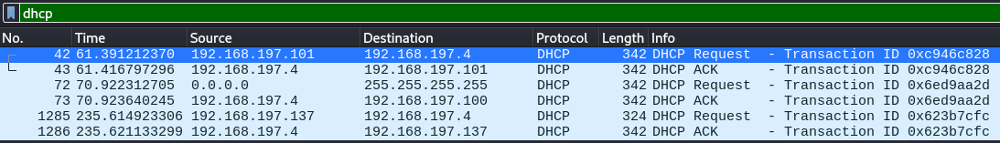 dhcp
No. Time Source Destination Protocol Length Info
42 61.391212370 192.168.197.101 192.168.197.4 DHCP 342 DHCP Request - Transaction ID 0xc946c828
43 61.416797296 192.168.197.4 192.168.197.101 DHCP 342 DHCP ACK - Transaction ID 0xc946c828
72 70.922312705 0.0.0.0 255.255.255.255 DHCP 342 DHCP Request - Transaction ID 0x6ed9aa2d
73 70.923640245 192.168.197.4 192.168.197.100 DHCP 342 DHCP ACK - Transaction ID 0x6ed9aa2d
1285 235.614923306 192.168.197.137 192.168.197.4 DHCP 324 DHCP Request - Transaction ID 0x623b7cfc
1286 235.621133299 192.168.197.4 192.168.197.137 DHCP 342 DHCP ACK - Transaction ID 0x623b7cfc